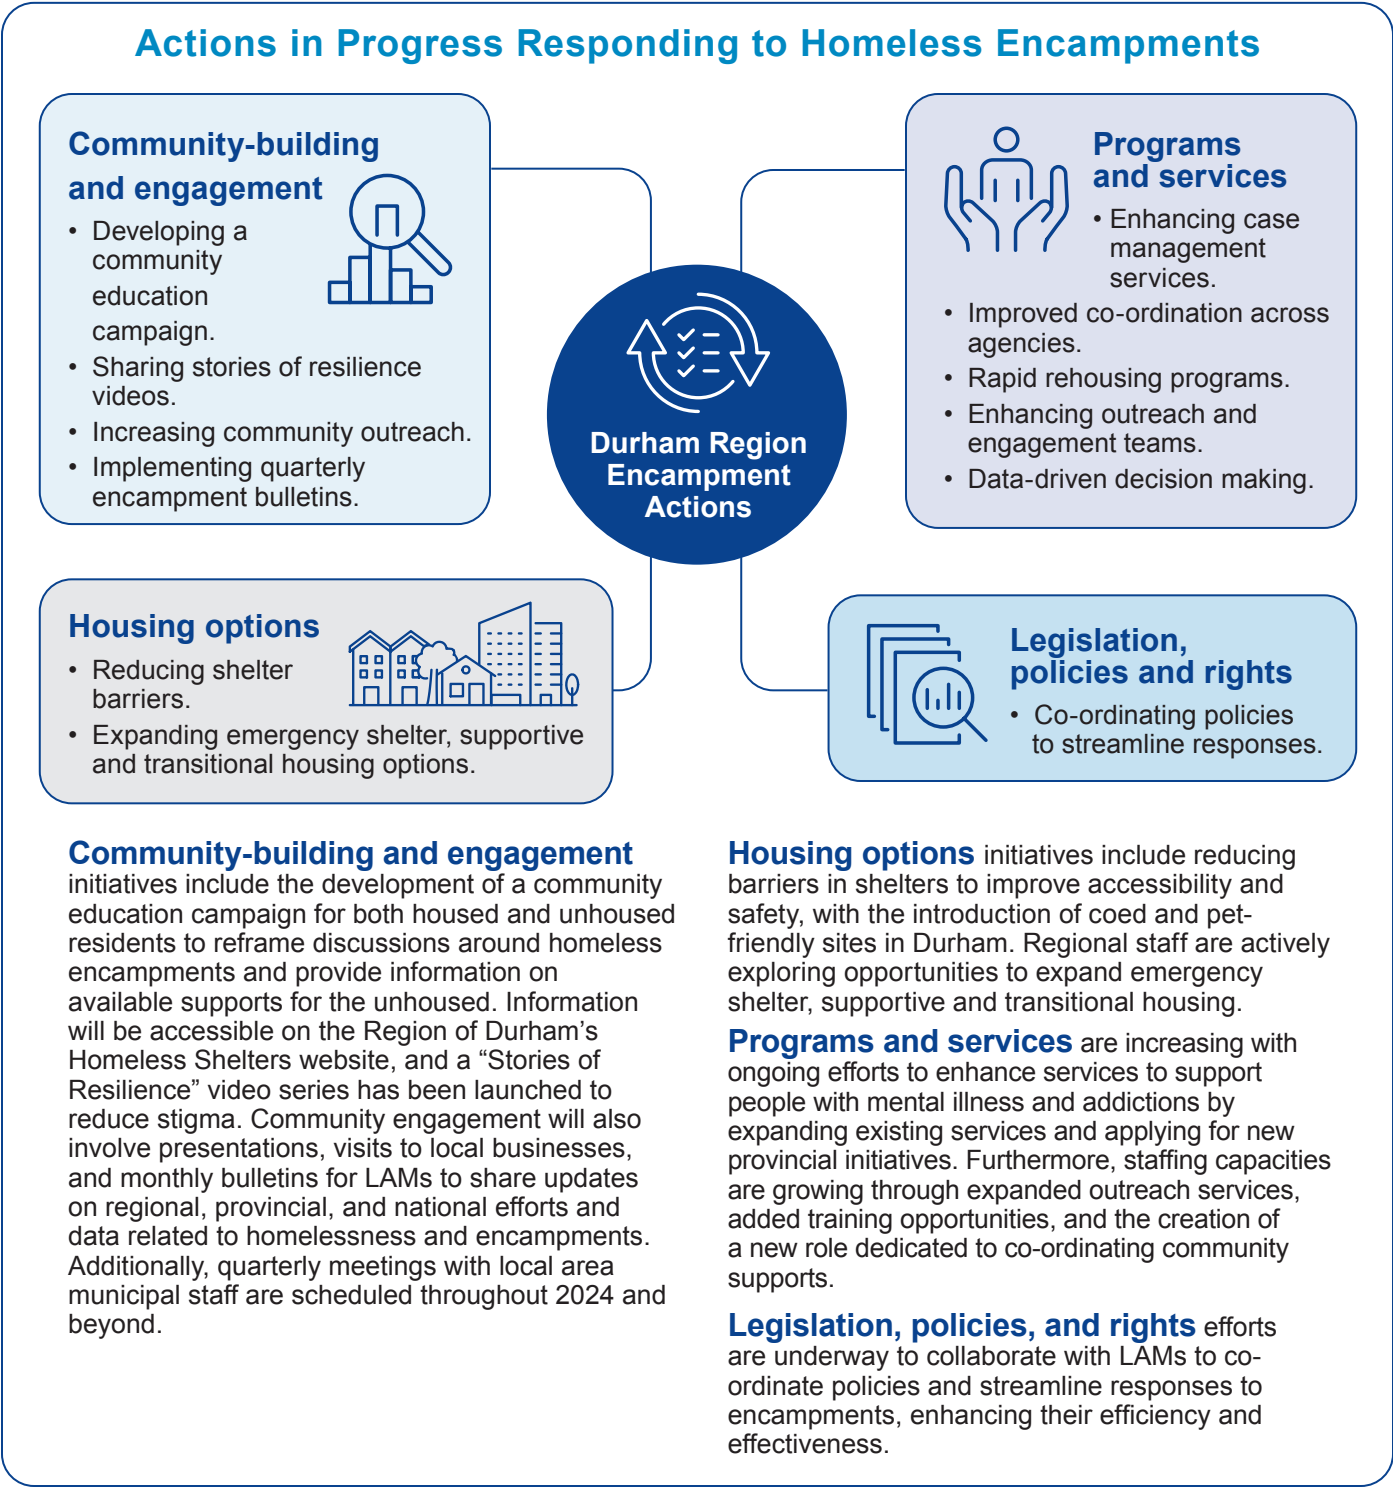 Actions in Progress Responding to Homeless Encampments
Community-building
and engagement
• Developing a
community
education
campaign.
• Sharing stories of resilience
videos.
• Increasing community outreach.
• Implementing quarterly
encampment bulletins.
Programs
and services
• Enhancing case
management
services.
• Improved co-ordination across
agencies.
• Rapid rehousing programs.
• Enhancing outreach and
engagement teams.
• Data-driven decision making.
Durham Region
Encampment
Actions
Housing options
• Reducing shelter
barriers.
• Expanding emergency shelter, supportive
and transitional housing options.
Legislation,
policies and rights
• Co-ordinating policies
to streamline responses.
Community-building and engagement
initiatives include the development of a community
education campaign for both housed and unhoused
residents to reframe discussions around homeless
encampments and provide information on
available supports for the unhoused. Information
will be accessible on the Region of Durham’s
Homeless Shelters website, and a “Stories of
Resilience” video series has been launched to
reduce stigma. Community engagement will also
involve presentations, visits to local businesses,
and monthly bulletins for LAMs to share updates
on regional, provincial, and national efforts and
data related to homelessness and encampments.
Additionally, quarterly meetings with local area
municipal staff are scheduled throughout 2024 and
beyond.
Housing options initiatives include reducing
barriers in shelters to improve accessibility and
safety, with the introduction of coed and pet-
friendly sites in Durham. Regional staff are actively
exploring opportunities to expand emergency
shelter, supportive and transitional housing.
Programs and services are increasing with
ongoing efforts to enhance services to support
people with mental illness and addictions by
expanding existing services and applying for new
provincial initiatives. Furthermore, staffing capacities
are growing through expanded outreach services,
added training opportunities, and the creation of
a new role dedicated to co-ordinating community
supports.
Legislation, policies, and rights efforts
are underway to collaborate with LAMs to co-
ordinate policies and streamline responses to
encampments, enhancing their efficiency and
effectiveness.